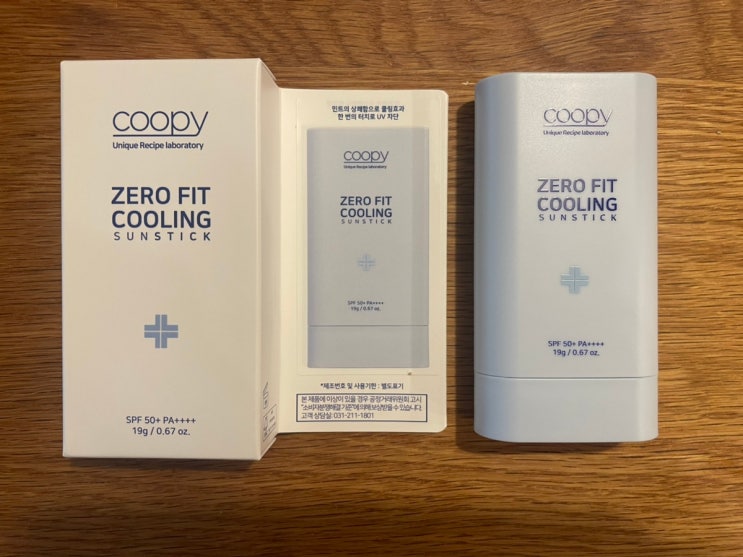 coopy
Unique Recipe laboratory
ZERO FIT
COOLING
SUNSTICK
SPF 50+ PA++++
19g / 0.67 oz.
민트의 상쾌함으로 쿨링효과
한 번의 터치로 UV 차단
coopy
Unique Recipe laboratory
ZERO FIT
COOLING
SUNSTICK
SPF 50+ PA++++
19g / 0.67 oz.
*제조번호 및 사용기한 : 별도표기
본 제품에 이상이 있을 경우 공정거래위원회 고시
"소비자분쟁해결 기준"에 의해 보상받을 수 있습니다.
고객 상담실: 031-211-1801
coopy
Unique Recipe laboratory
ZERO FIT
COOLING
SUNSTICK
SPF 50+ PA++++
19g / 0.67 oz.